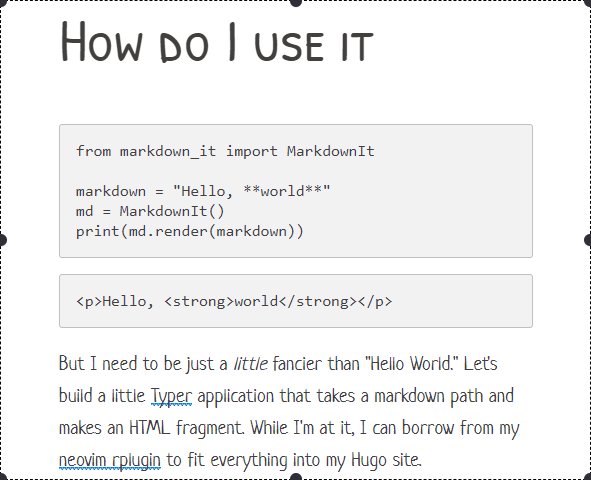 How do I use it
from markdown_it import MarkdownIt
markdown = "Hello, **world**"
md = MarkdownIt()
print(md.render(markdown))
<p>Hello, <strong>world</strong></p>
But I need to be just a little fancier than "Hello World." Let's
build a little Typer application that takes a markdown path and
makes an HTML fragment. While I'm at it, I can borrow from my
neovim rplugin to fit everything into my Hugo site.